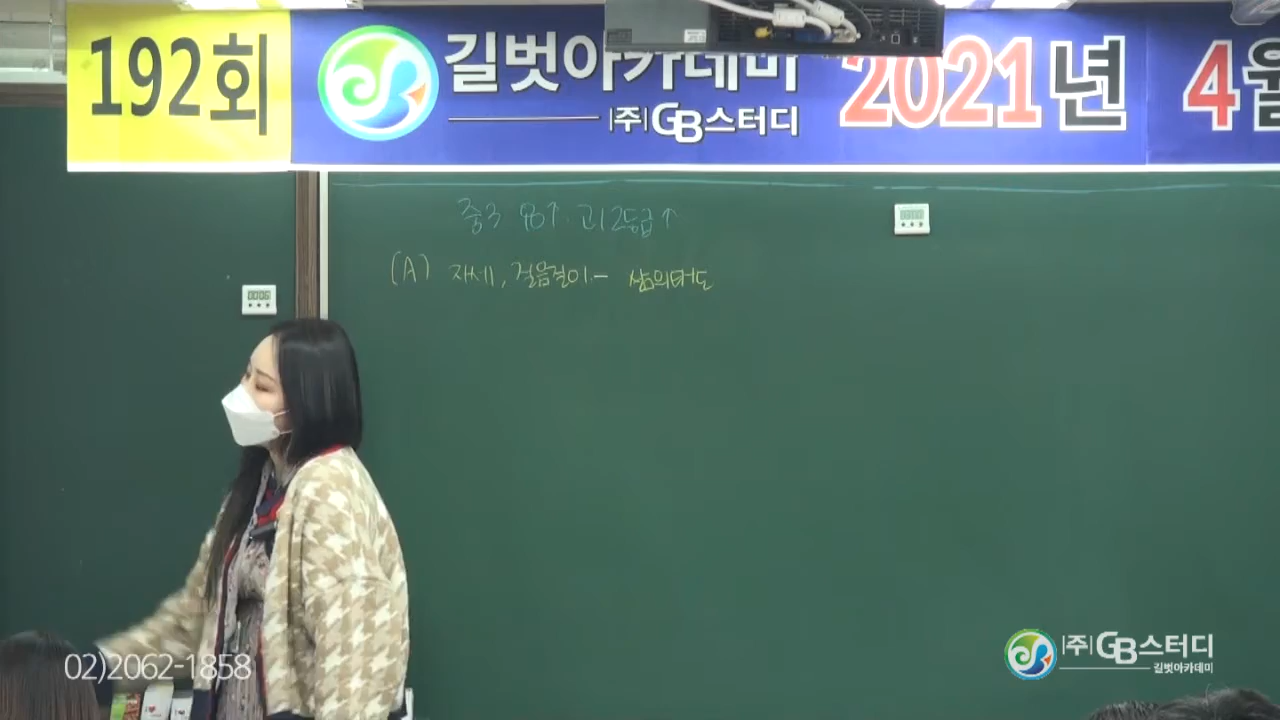 192회
길벗아카데미
(주)GB스터디
2021년 4월
중3 90↑ 고1 2등급↑
(A) 자세, 걸음걸이 - 삶의 태도
02)2062-1858
(주)GB스터디
길벗아카데미